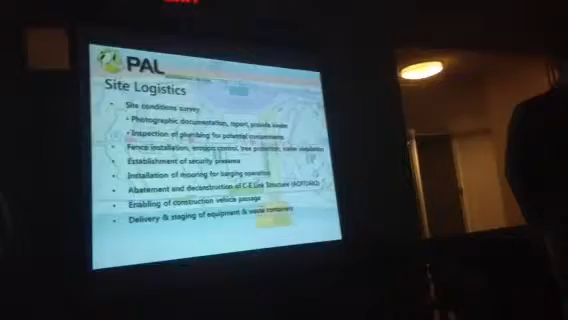 EXIT
PAL
Site Logistics
• Site conditions survey
• Photographic documentation, report, provide
• Inspection of plumbing for potential contaminants
• Fence installation, erosion control, tree protection, trailer installation
• Establishment of security presence
• Installation of mooring for barging operation
• Abatement and deconstruction of C-E Link Structure
• Enabling of construction vehicle passage
• Delivery & staging of equipment & waste containers